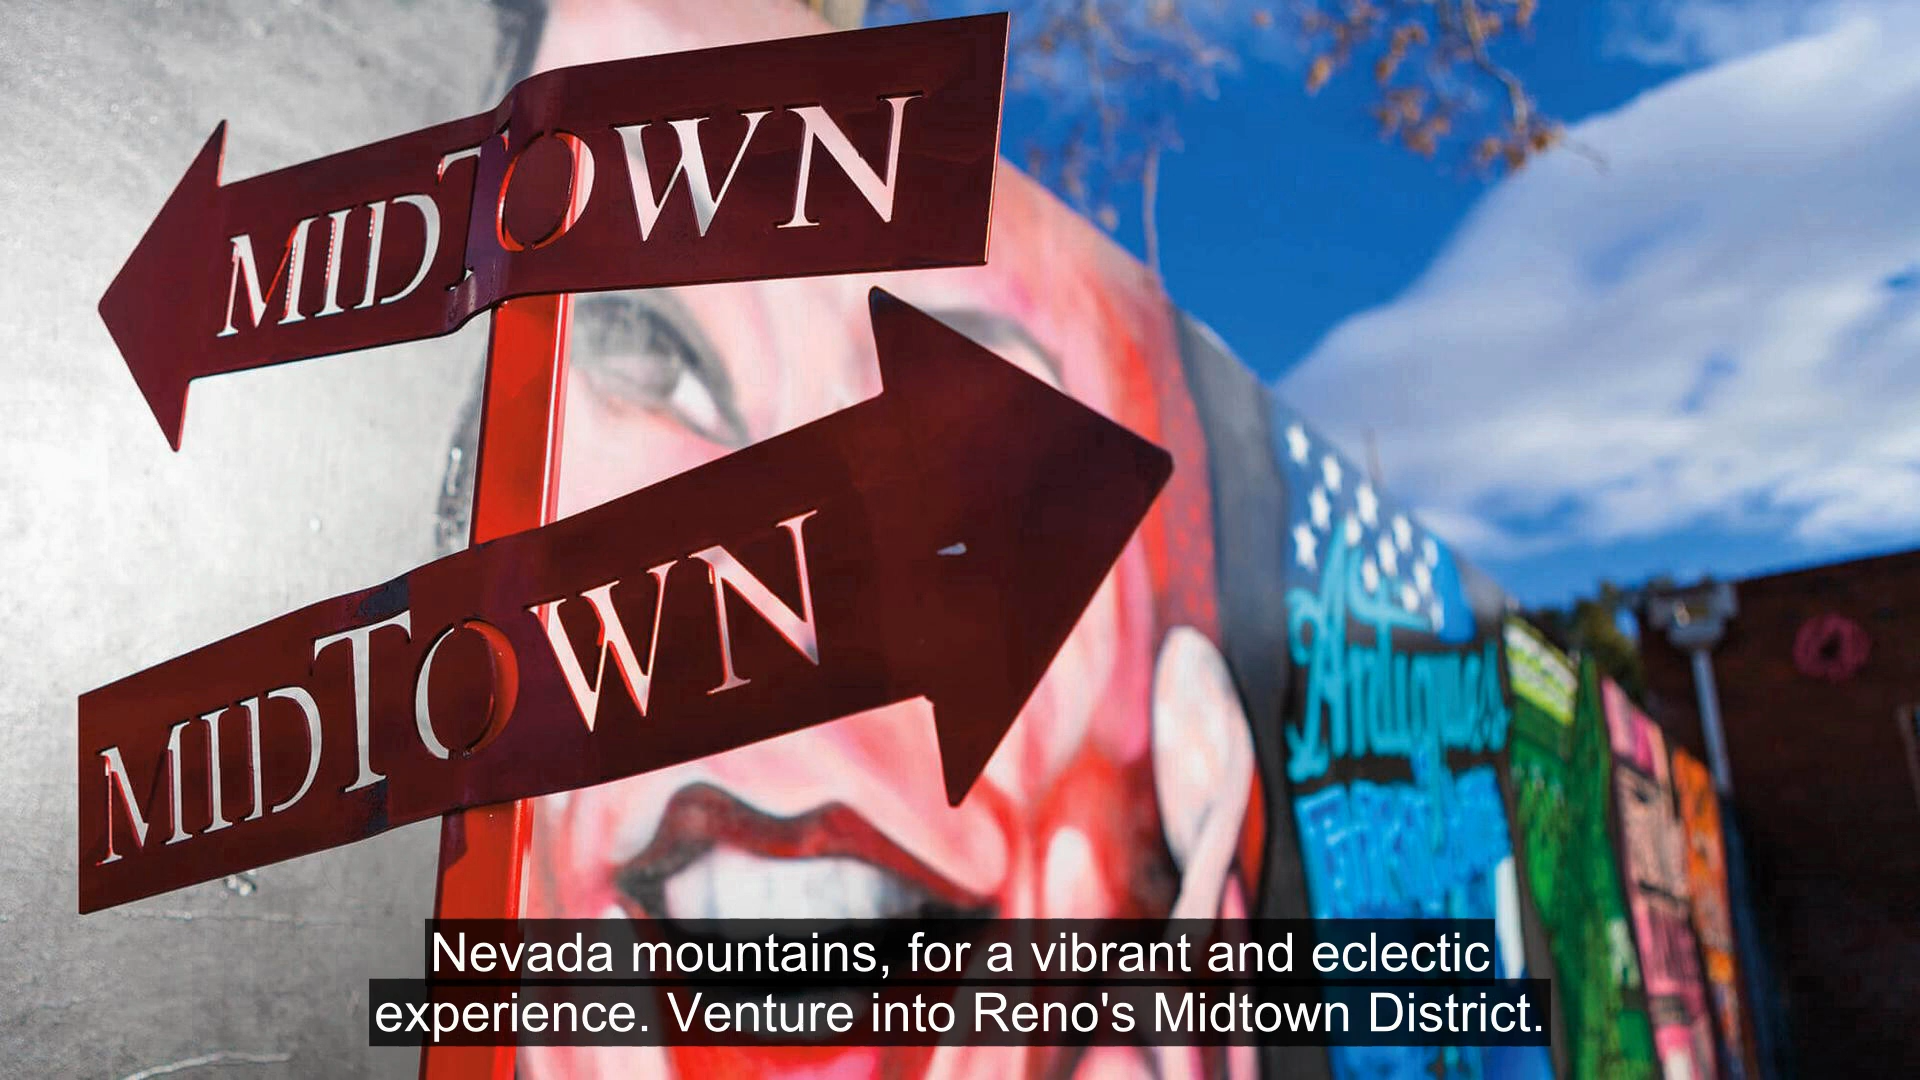 MIDTOWN
MIDTOWN
Antiques
Nevada mountains, for a vibrant and eclectic
experience. Venture into Reno's Midtown District.